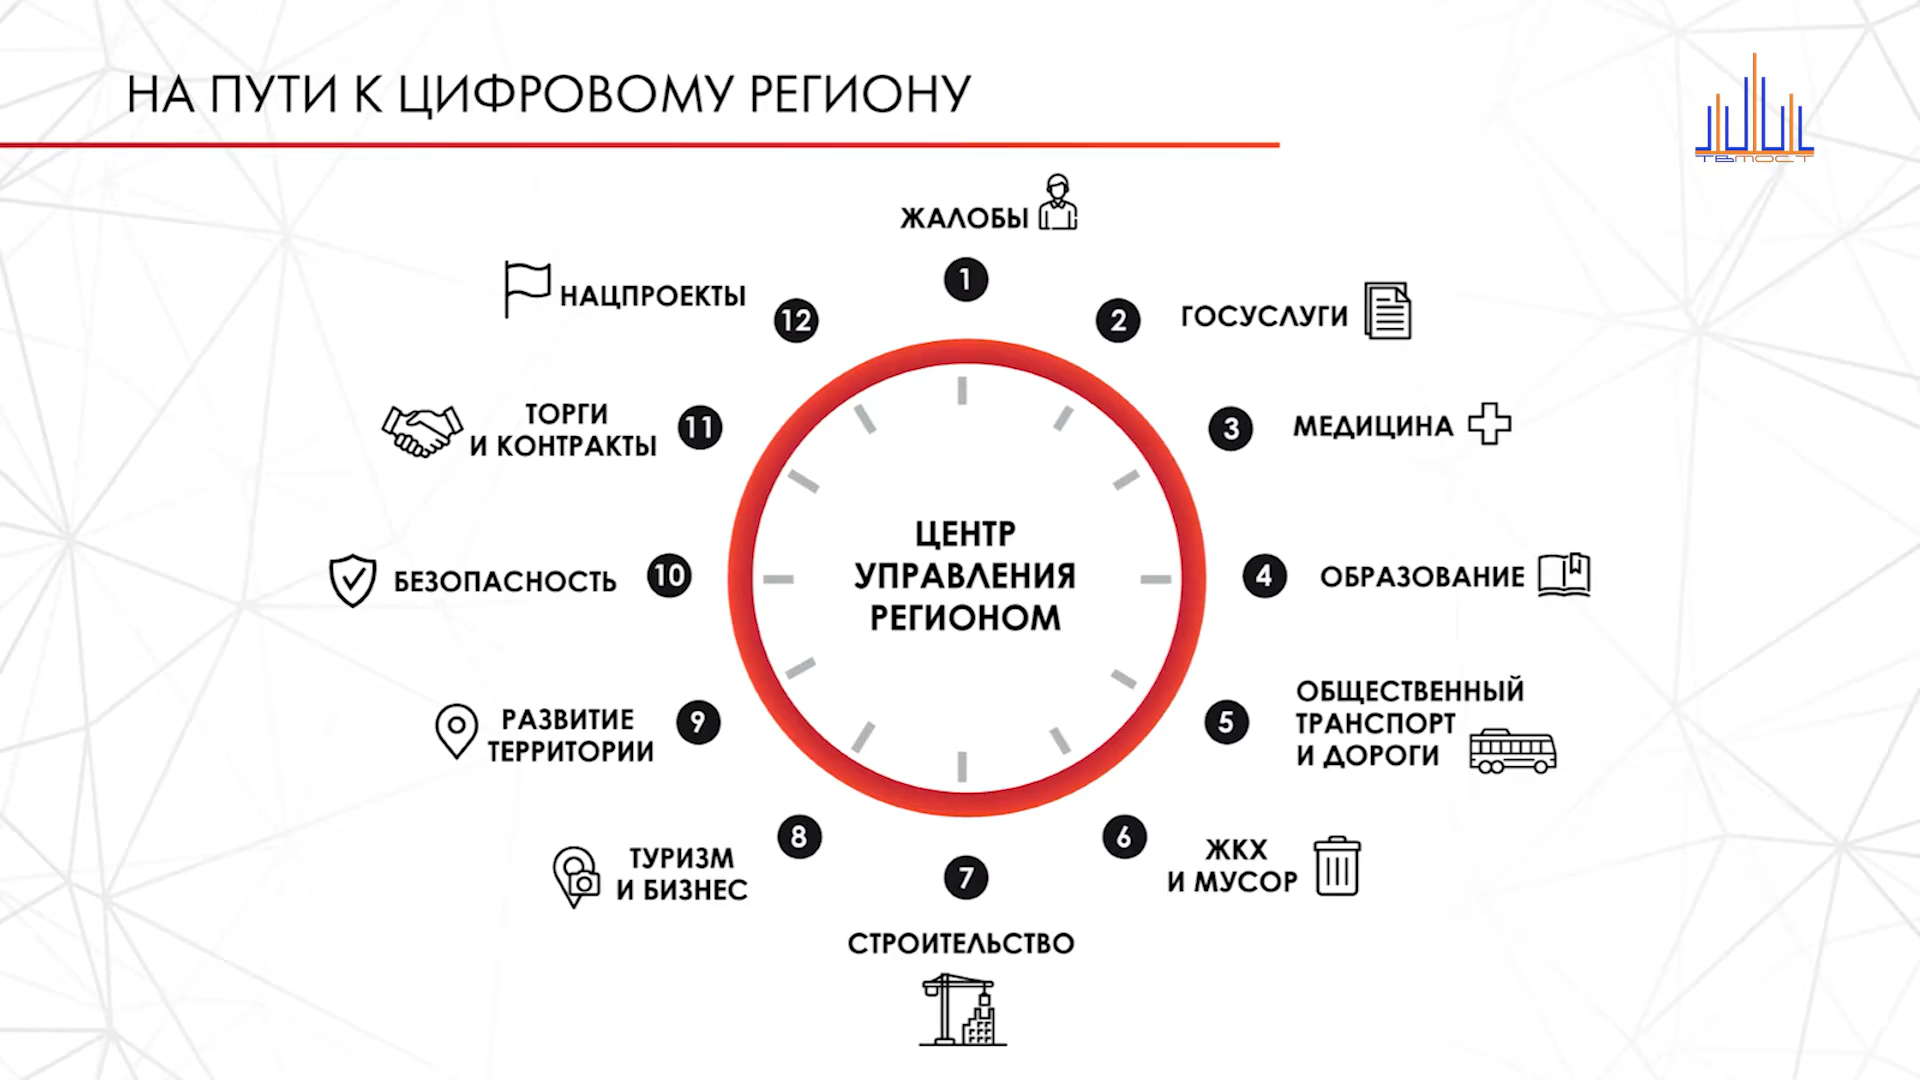 НА ПУТИ К ЦИФРОВОМУ РЕГИОНУ
ТВМОСТ
ЖАЛОБЫ
1
2
ГОСУСЛУГИ
3
МЕДИЦИНА
4
ОБРАЗОВАНИЕ
5
ОБЩЕСТВЕННЫЙ
ТРАНСПОРТ
И ДОРОГИ
6
ЖКХ
И МУСОР
7
СТРОИТЕЛЬСТВО
8
ТУРИЗМ
И БИЗНЕС
9
РАЗВИТИЕ
ТЕРРИТОРИИ
10
БЕЗОПАСНОСТЬ
11
ТОРГИ
И КОНТРАКТЫ
12
НАЦПРОЕКТЫ
ЦЕНТР
УПРАВЛЕНИЯ
РЕГИОНОМ